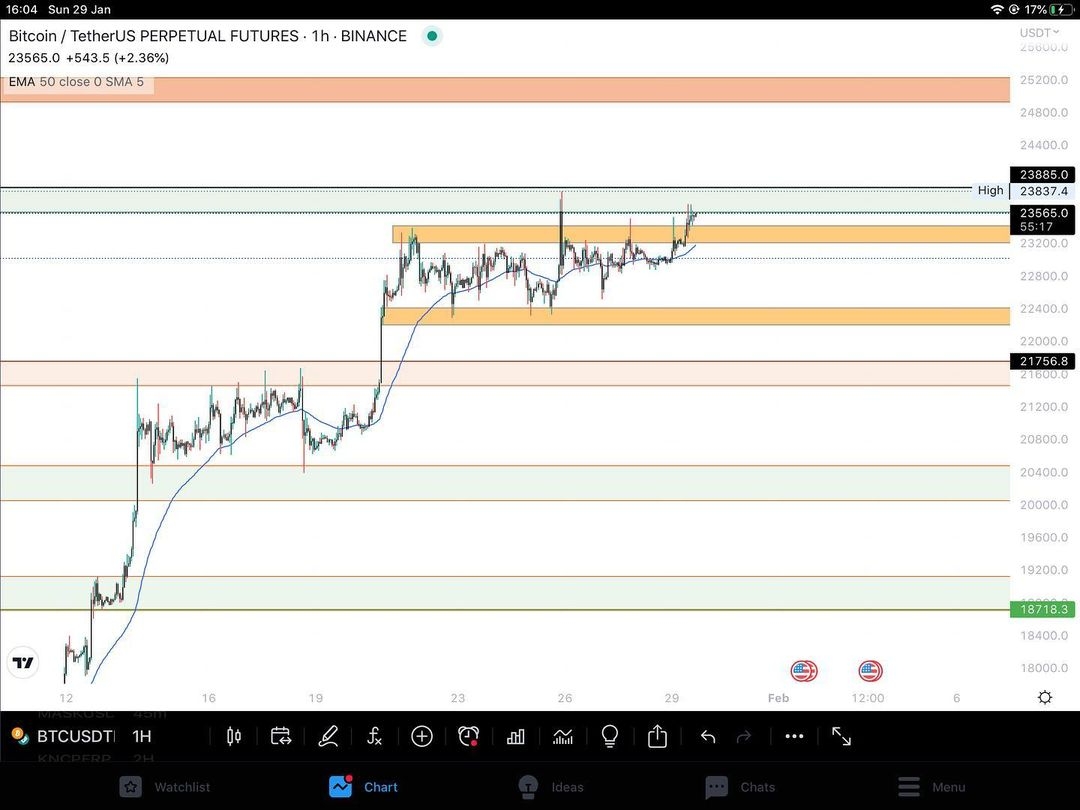 16:04 Sun 29 Jan 17%
Bitcoin / TetherUS PERPETUAL FUTURES · 1h · BINANCE
USDT
23565.0 +543.5 (+2.36%)
25600.0
EMA 50 close 0 SMA 5
25200.0
24800.0
24400.0
23885.0
High 23837.4
23565.0
55:17
23200.0
22800.0
22400.0
22000.0
21756.8
21600.0
21200.0
20800.0
20400.0
20000.0
19600.0
19200.0
18718.3
18400.0
18000.0
12 16 19 23 26 29 Feb 12:00 6
MASKUSD 45m
BTCUSDT 1H
KNCPERP 2H
Watchlist Chart Ideas Chats Menu